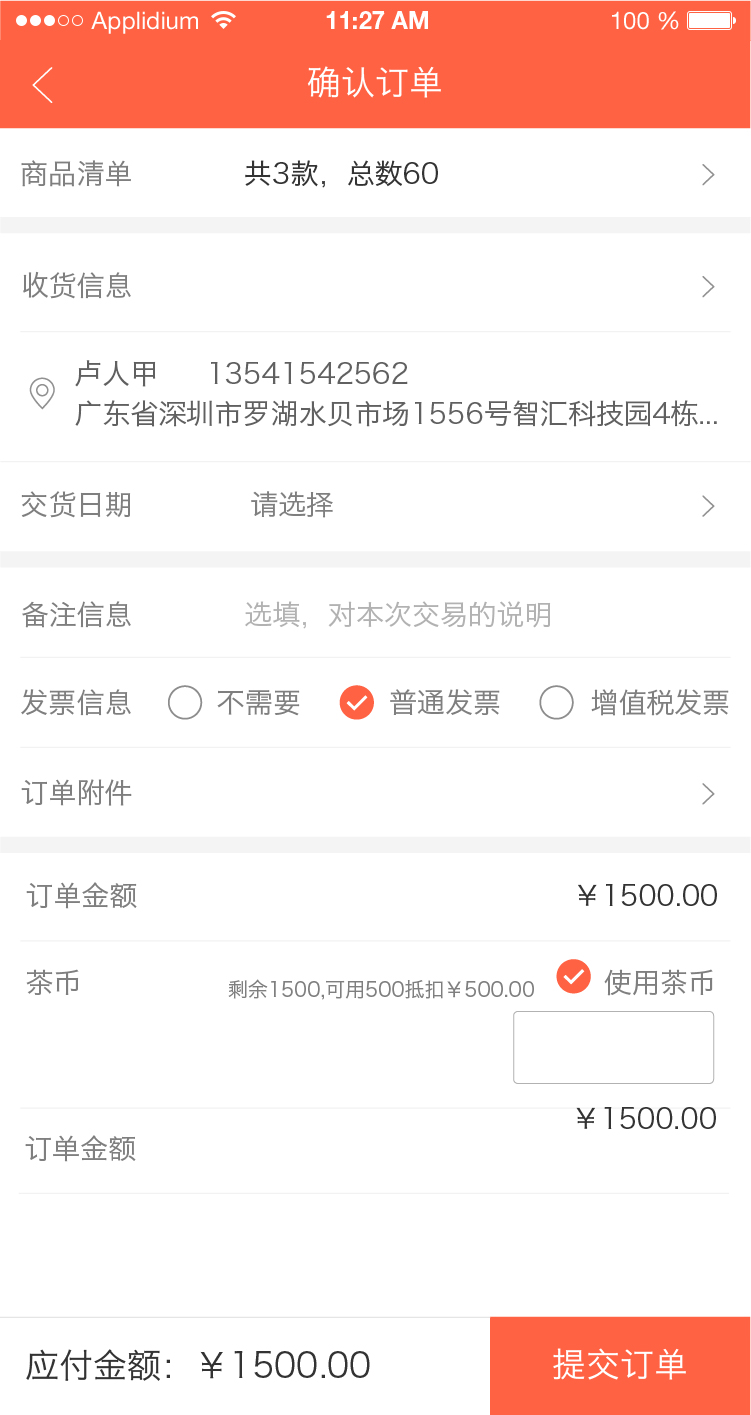 Applidium 11:27 AM 100 %
确认订单
商品清单 共3款，总数60
收货信息
卢人甲 13541542562
广东省深圳市罗湖水贝市场1556号智汇科技园4栋...
交货日期 请选择
备注信息 选填，对本次交易的说明
发票信息 不需要 普通发票 增值税发票
订单附件
订单金额 ￥1500.00
茶币 剩余1500,可用500抵扣￥500.00 使用茶币
￥1500.00
订单金额
应付金额：￥1500.00 提交订单